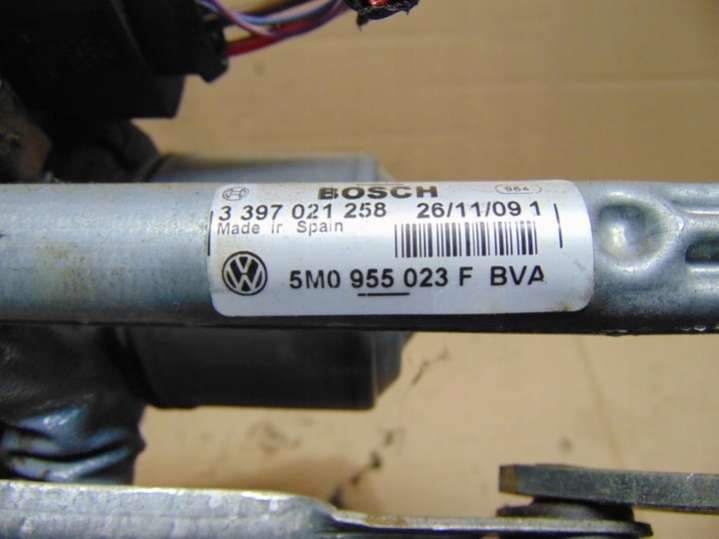 BOSCH
3 397 021 258 26/11/09 1
Made in Spain
5M0 955 023 F BVA